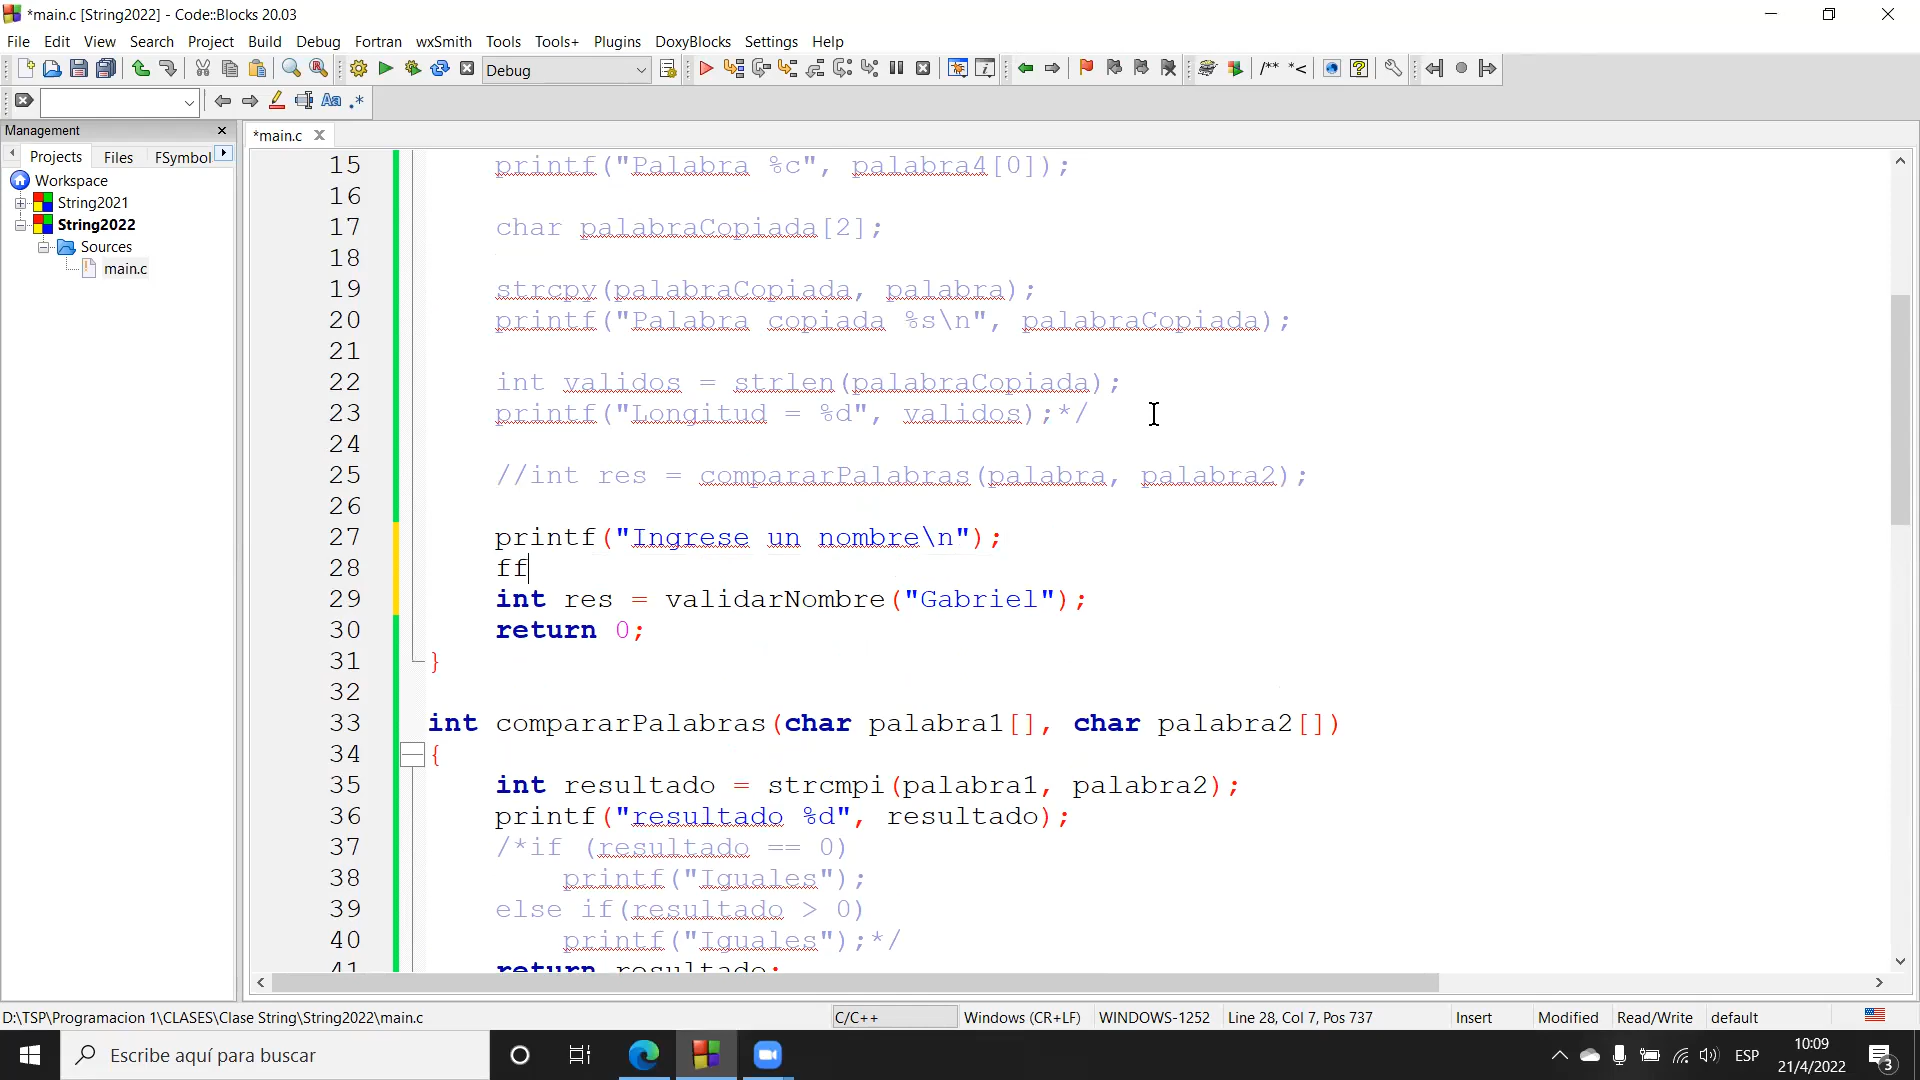 *main.c [String2022] - Code::Blocks 20.03
File Edit View Search Project Build Debug Fortran wxSmith Tools Tools+ Plugins DoxyBlocks Settings Help
Debug
/** *<
Aa .*
Management
Projects Files FSymbol
Workspace
String2021
String2022
Sources
main.c
*main.c
15 printf("Palabra %c", palabra4[0]);
16
17 char palabraCopiada[2];
18
19 strcpy(palabraCopiada, palabra);
20 printf("Palabra copiada %s\n", palabraCopiada);
21
22 int validos = strlen(palabraCopiada);
23 printf("Longitud = %d", validos);*/
24
25 //int res = compararPalabras(palabra, palabra2);
26
27 printf("Ingrese un nombre\n");
28 ff
29 int res = validarNombre("Gabriel");
30 return 0;
31 }
32
33 int compararPalabras(char palabra1[], char palabra2[])
34 {
35 int resultado = strcmpi(palabra1, palabra2);
36 printf("resultado %d", resultado);
37 /*if (resultado == 0)
38 printf("Iguales");
39 else if(resultado > 0)
40 printf("Iguales");*/
41 return resultado;
D:\TSP\Programacion 1\CLASES\Clase String\String2022\main.c C/C++ Windows (CR+LF) WINDOWS-1252 Line 28, Col 7, Pos 737 Insert Modified Read/Write default
Escribe aquí para buscar
ESP
10:09
21/4/2022
3